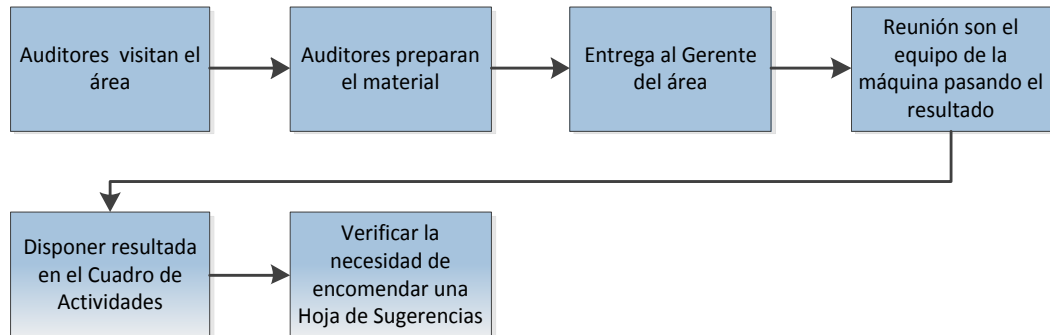 Auditores visitan el
área
Auditores preparan
el material
Entrega al Gerente
del área
Reunión son el
equipo de la
máquina pasando el
resultado
Disponer resultada
en el Cuadro de
Actividades
Verificar la
necesidad de
encomendar una
Hoja de Sugerencias